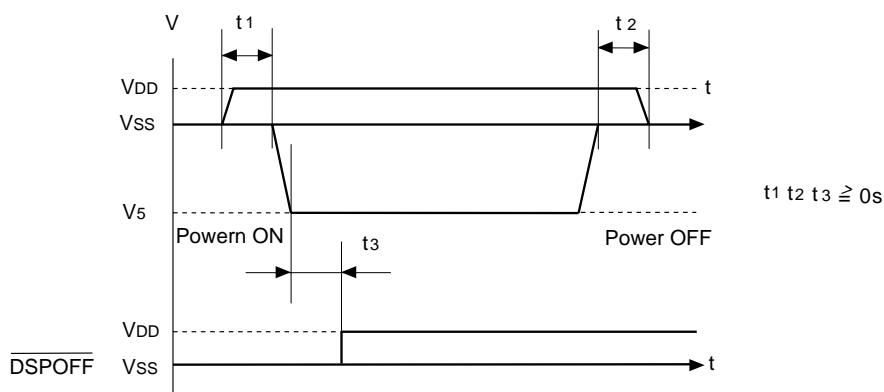 V
t1
t2
VDD
t
VSS
V5
t1 t2 t3 ≧ 0s
Powern ON
Power OFF
t3
VDD
DSPOFF
VSS
t